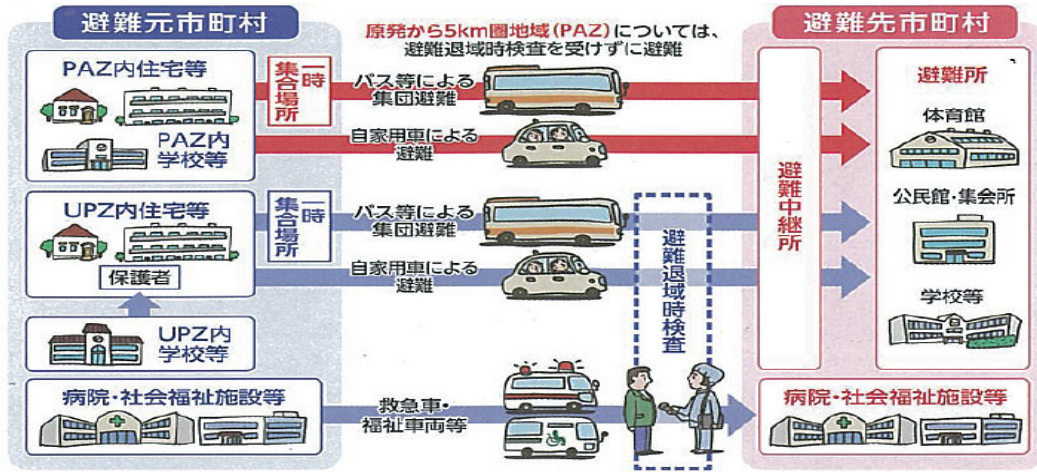 避難元市町村
PAZ内住宅等
PAZ内
学校等
一時
集合場所
UPZ内住宅等
保護者
一時
集合場所
UPZ内
学校等
病院・社会福祉施設等
原発から5km圏地域(PAZ)については、
避難退域時検査を受けずに避難
バス等による
集団避難
自家用車による
避難
バス等による
集団避難
自家用車による
避難
救急車・
福祉車両等
避難退域時検査
避難先市町村
避難中継所
避難所
体育館
公民館・集会所
学校等
病院・社会福祉施設等